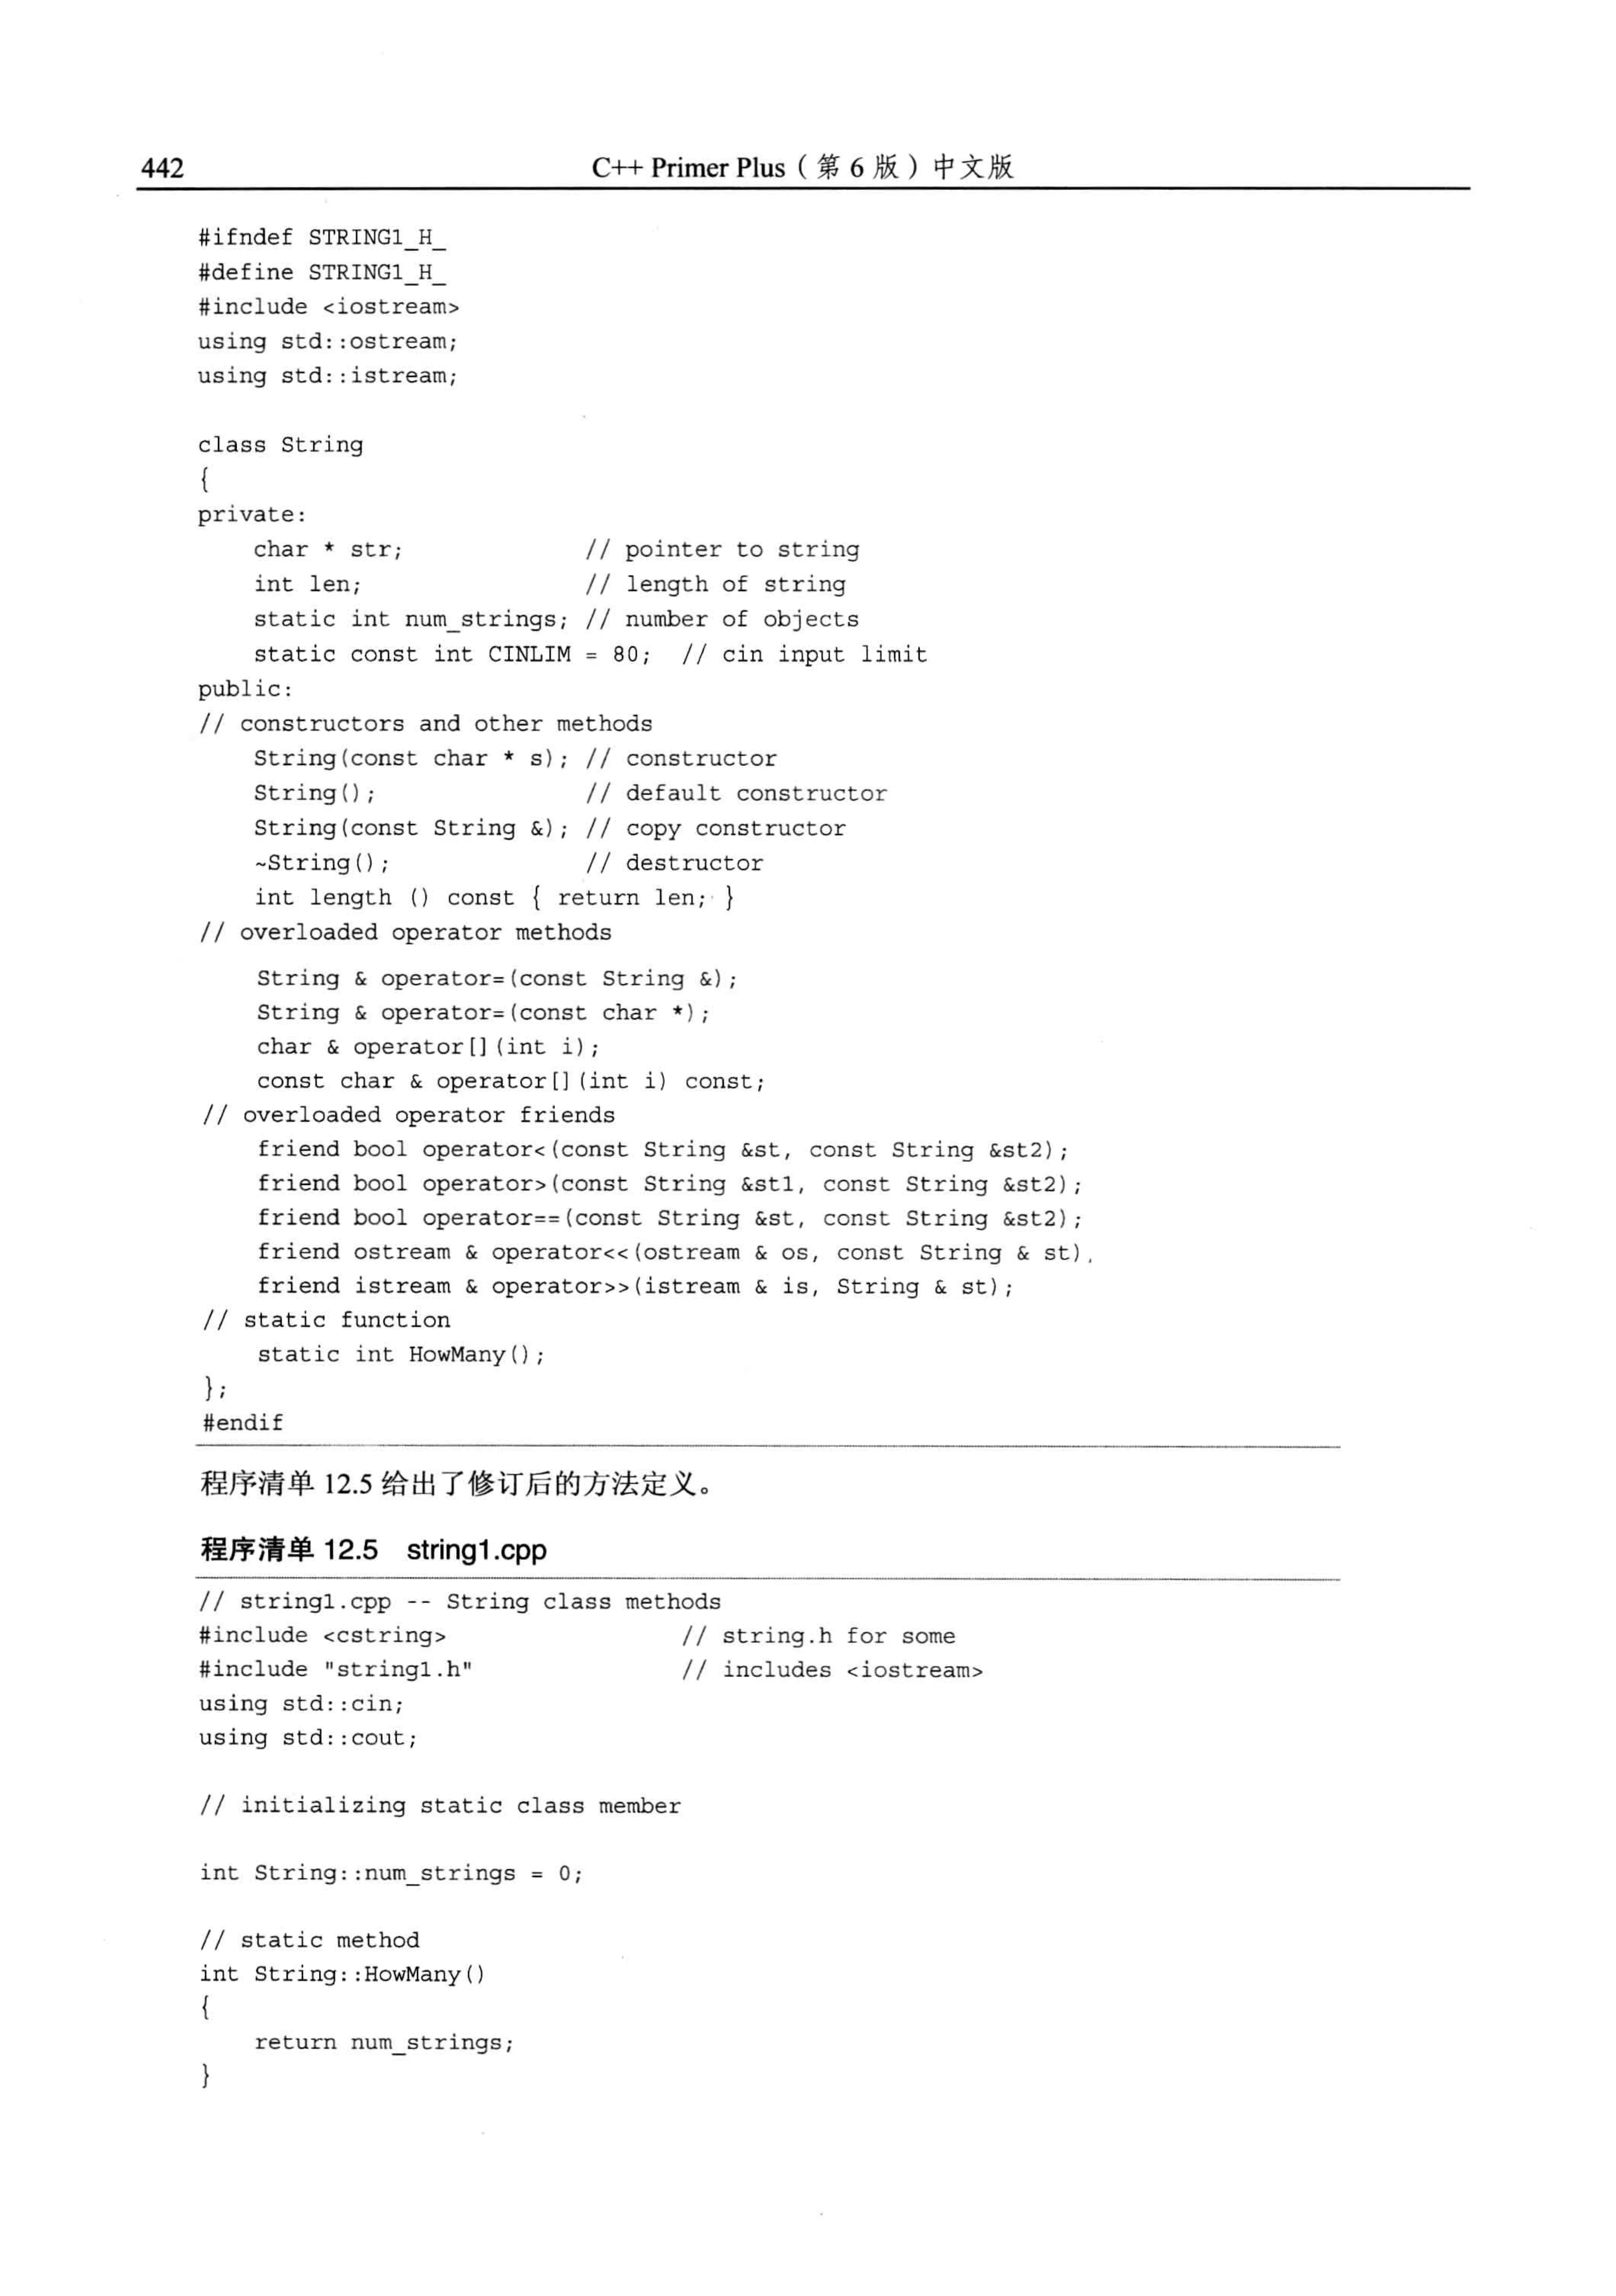 442
C++ Primer Plus（第 6 版）中文版
#ifndef STRING1_H_
#define STRING1_H_
#include <iostream>
using std::ostream;
using std::istream;
class String
{
private:
    char * str;             // pointer to string
    int len;                // length of string
    static int num_strings; // number of objects
    static const int CINLIM = 80;  // cin input limit
public:
// constructors and other methods
    String(const char * s); // constructor
    String();               // default constructor
    String(const String &); // copy constructor
    ~String();              // destructor
    int length () const { return len; }
// overloaded operator methods
    String & operator=(const String &);
    String & operator=(const char *);
    char & operator[](int i);
    const char & operator[](int i) const;
// overloaded operator friends
    friend bool operator<(const String &st, const String &st2);
    friend bool operator>(const String &st1, const String &st2);
    friend bool operator==(const String &st, const String &st2);
    friend ostream & operator<<(ostream & os, const String & st).
    friend istream & operator>>(istream & is, String & st);
// static function
    static int HowMany();
};
#endif
程序清单 12.5 给出了修订后的方法定义。
程序清单 12.5   string1.cpp
// string1.cpp -- String class methods
#include <cstring>                 // string.h for some
#include "string1.h"               // includes <iostream>
using std::cin;
using std::cout;
// initializing static class member
int String::num_strings = 0;
// static method
int String::HowMany()
{
    return num_strings;
}